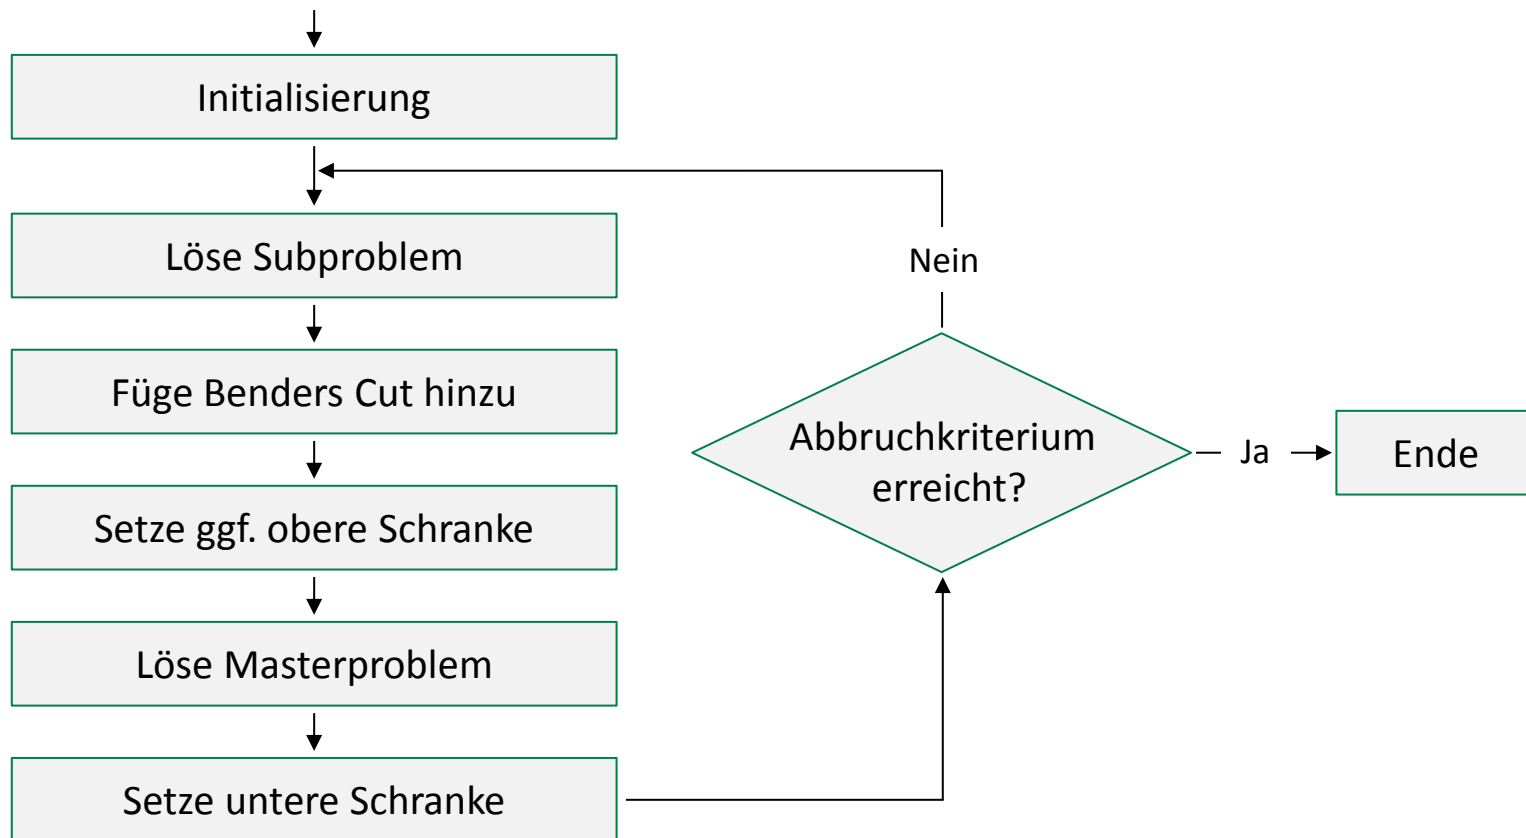 Initialisierung
Löse Subproblem
Füge Benders Cut hinzu
Setze ggf. obere Schranke
Löse Masterproblem
Setze untere Schranke
Abbruchkriterium
erreicht?
Nein
Ja
Ende